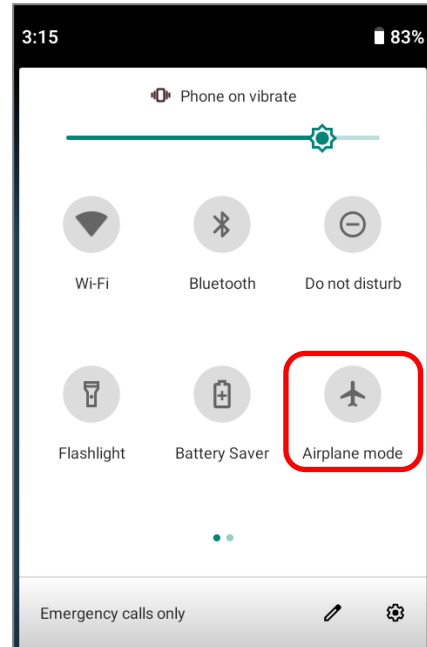 3:15 83%
Phone on vibrate
Wi-Fi Bluetooth Do not disturb
Flashlight Battery Saver Airplane mode
Emergency calls only